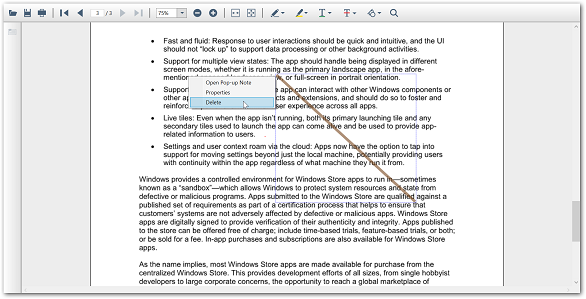 3 / 3
75%
Fast and fluid: Response to user interactions should be quick and intuitive, and the UI
should not “lock up” to support data processing or other background activities.
Support for multiple view states: The app should handle being displayed in different
screen modes, whether it is running as the primary landscape app, in the afore-
mention , or full-screen in portrait orientation.
Open Pop-up Note
Properties
Delete
Suppo e app can interact with other Windows components or
other ap cts and extensions, and should do so to foster and
reinforc ser experience across all apps.
Live tiles: Even when the app isn’t running, both its primary launching tile and any
secondary tiles used to launch the app can come alive and be used to provide app-
related information to users.
Settings and user context roam via the cloud: Apps now have the option to tap into
support for moving settings beyond just the local machine, potentially providing users
with continuity within the app regardless of what machine they run it from.
Windows provides a controlled environment for Windows Store apps to run in—sometimes
known as a “sandbox”—which allows Windows to protect system resources and state from
defective or malicious programs. Apps submitted to the Windows Store are qualified against a
published set of requirements as part of a certification process that helps to ensure that
customers’ systems are not adversely affected by defective or malicious apps. Windows Store
apps are digitally signed to provide verification of their authenticity and integrity. Apps published
to the store can be offered free of charge; include time-based trials, feature-based trials, or both;
or be sold for a fee. In-app purchases and subscriptions are also available for Windows Store
apps.
As the name implies, most Windows Store apps are made available for purchase from the
centralized Windows Store. This provides development efforts of all sizes, from single hobbyist
developers to large corporate concerns, the opportunity to reach a global marketplace of